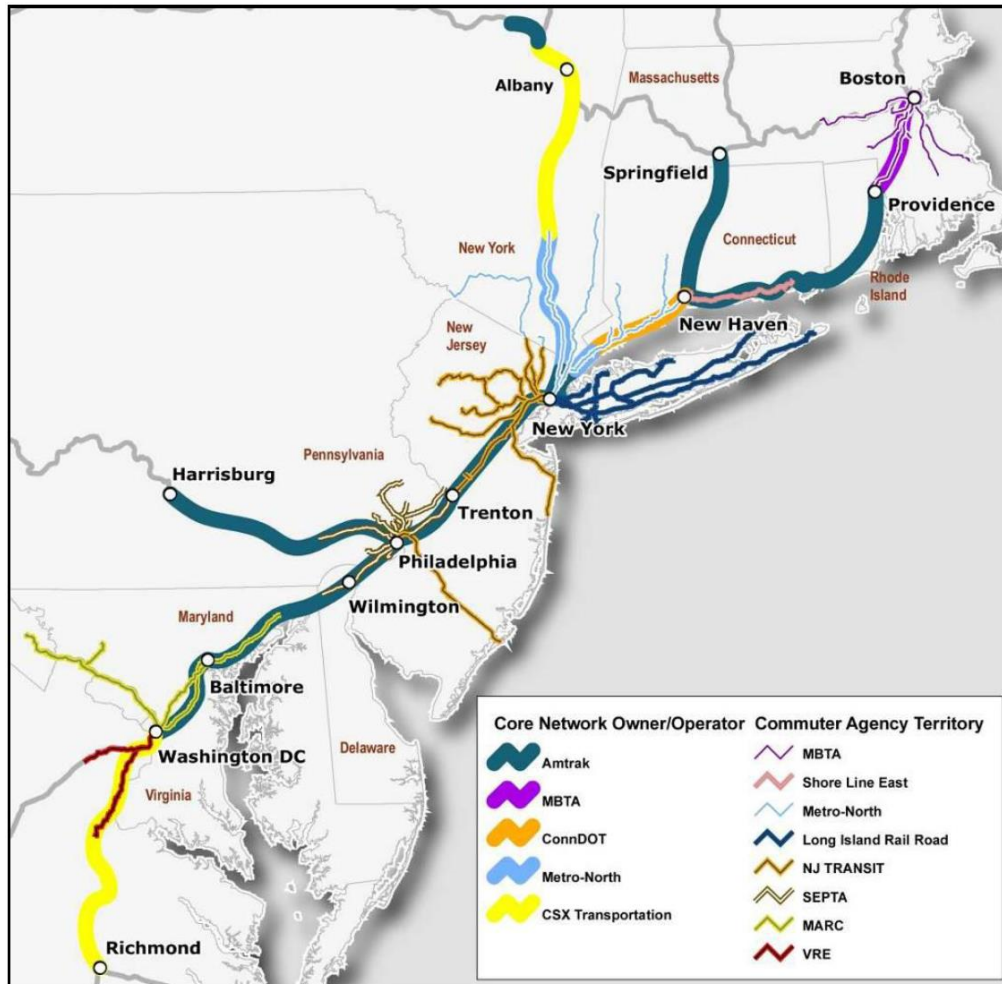 Albany
Massachusetts
Boston
Springfield
Providence
New York
Connecticut
Rhode
Island
New Haven
New
Jersey
New York
Pennsylvania
Harrisburg
Trenton
Philadelphia
Wilmington
Maryland
Baltimore
Washington DC
Delaware
Virginia
Richmond
Core Network Owner/Operator
Amtrak
MBTA
ConnDOT
Metro-North
CSX Transportation
Commuter Agency Territory
MBTA
Shore Line East
Metro-North
Long Island Rail Road
NJ TRANSIT
SEPTA
MARC
VRE